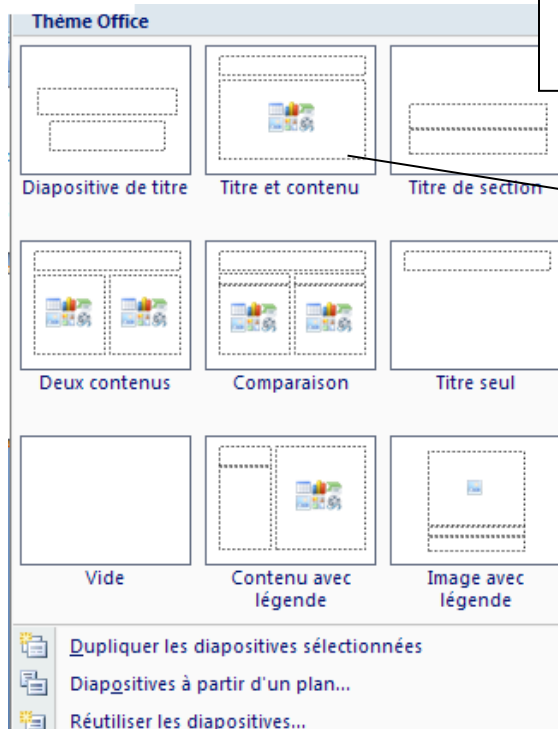 Thème Office
Diapositive de titre
Titre et contenu
Titre de section
Deux contenus
Comparaison
Titre seul
Vide
Contenu avec
légende
Image avec
légende
Dupliquer les diapositives sélectionnées
Diapositives à partir d'un plan...
Réutiliser les diapositives...